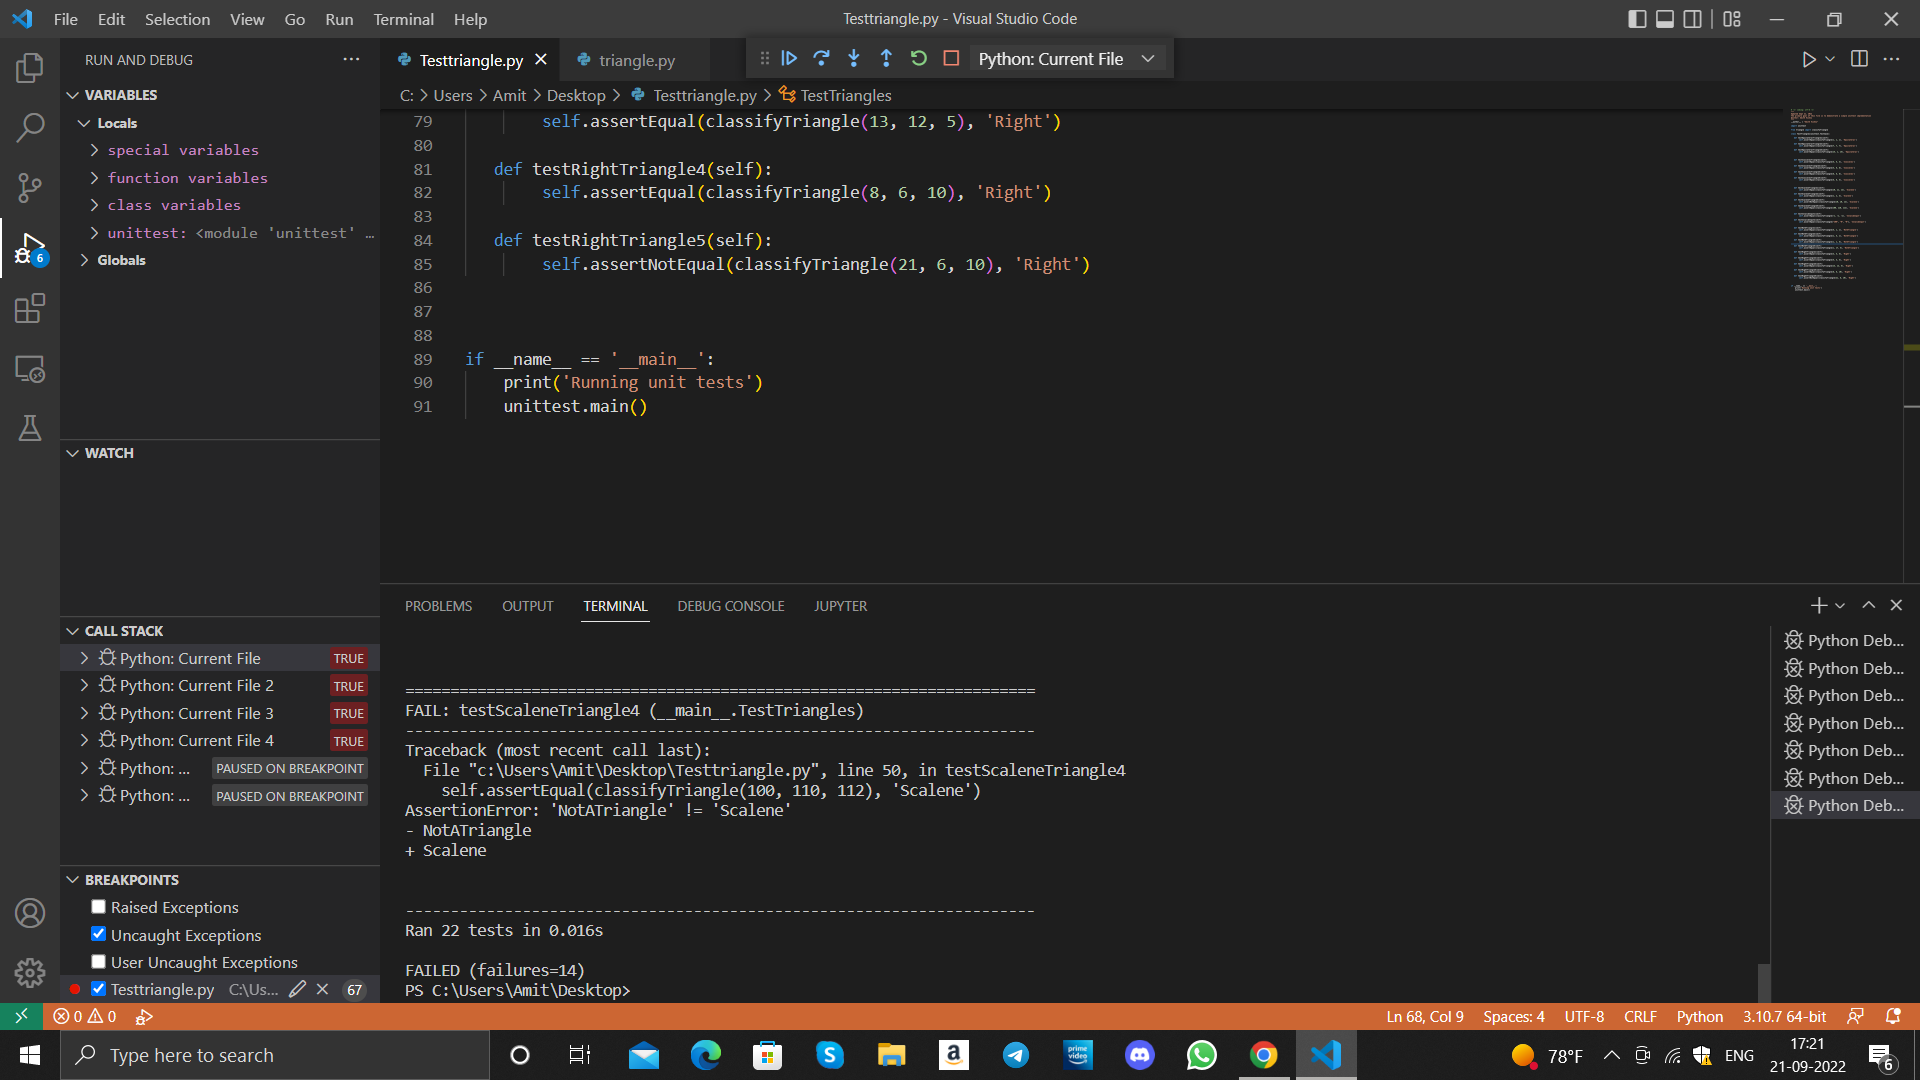 File Edit Selection View Go Run Terminal Help
Testtriangle.py - Visual Studio Code
RUN AND DEBUG
VARIABLES
Locals
special variables
function variables
class variables
unittest: <module 'unittest' …
Globals
WATCH
CALL STACK
Python: Current File TRUE
Python: Current File 2 TRUE
Python: Current File 3 TRUE
Python: Current File 4 TRUE
Python: ... PAUSED ON BREAKPOINT
Python: ... PAUSED ON BREAKPOINT
BREAKPOINTS
Raised Exceptions
Uncaught Exceptions
User Uncaught Exceptions
Testtriangle.py C:\Us... 67
6
Testtriangle.py triangle.py
Python: Current File
C: > Users > Amit > Desktop > Testtriangle.py > TestTriangles
79 self.assertEqual(classifyTriangle(13, 12, 5), 'Right')
80
81 def testRightTriangle4(self):
82 self.assertEqual(classifyTriangle(8, 6, 10), 'Right')
83
84 def testRightTriangle5(self):
85 self.assertNotEqual(classifyTriangle(21, 6, 10), 'Right')
86
87
88
89 if __name__ == '__main__':
90 print('Running unit tests')
91 unittest.main()
PROBLEMS OUTPUT TERMINAL DEBUG CONSOLE JUPYTER
======================================================================
FAIL: testScaleneTriangle4 (__main__.TestTriangles)
----------------------------------------------------------------------
Traceback (most recent call last):
File "c:\Users\Amit\Desktop\Testtriangle.py", line 50, in testScaleneTriangle4
self.assertEqual(classifyTriangle(100, 110, 112), 'Scalene')
AssertionError: 'NotATriangle' != 'Scalene'
- NotATriangle
+ Scalene
----------------------------------------------------------------------
Ran 22 tests in 0.016s
FAILED (failures=14)
PS C:\Users\Amit\Desktop>
Python Deb...
Python Deb...
Python Deb...
Python Deb...
Python Deb...
Python Deb...
Python Deb...
0 0 Ln 68, Col 9 Spaces: 4 UTF-8 CRLF Python 3.10.7 64-bit
Type here to search
prime video
78°F ENG 17:21
21-09-2022 6